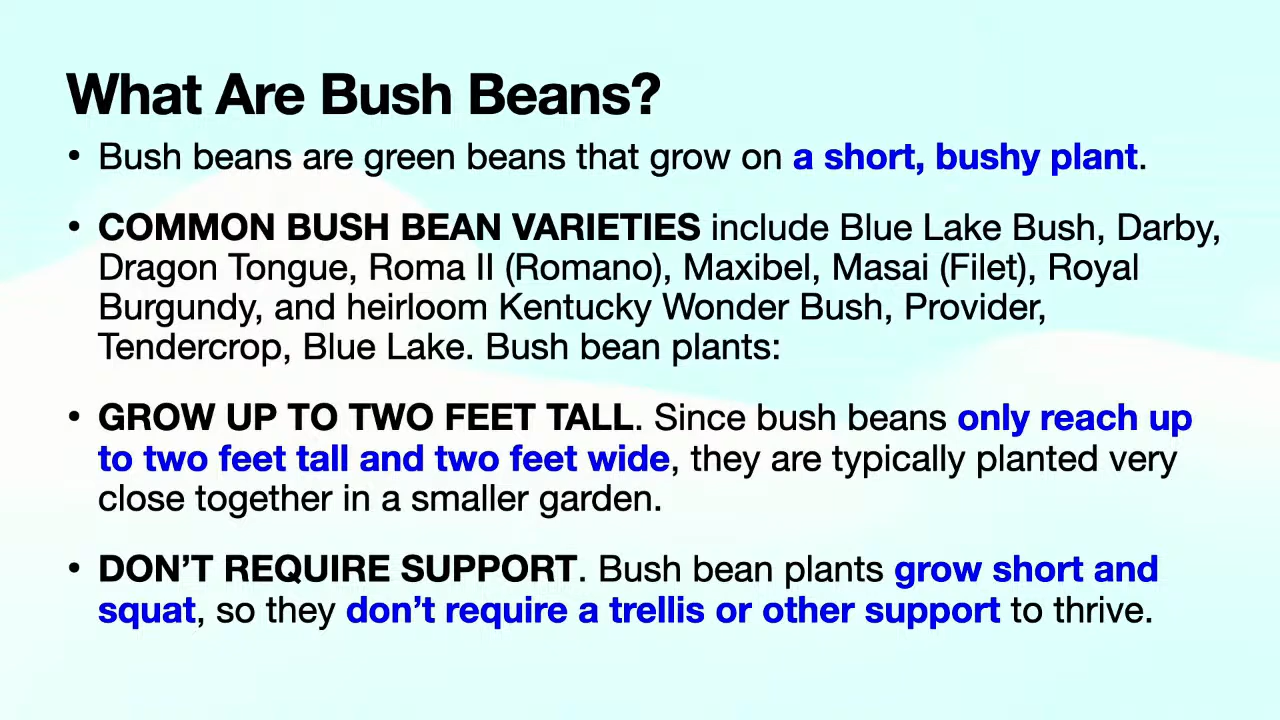 What Are Bush Beans?
• Bush beans are green beans that grow on a short, bushy plant.
• COMMON BUSH BEAN VARIETIES include Blue Lake Bush, Darby,
Dragon Tongue, Roma II (Romano), Maxibel, Masai (Filet), Royal
Burgundy, and heirloom Kentucky Wonder Bush, Provider,
Tendercrop, Blue Lake. Bush bean plants:
• GROW UP TO TWO FEET TALL. Since bush beans only reach up
to two feet tall and two feet wide, they are typically planted very
close together in a smaller garden.
• DON’T REQUIRE SUPPORT. Bush bean plants grow short and
squat, so they don’t require a trellis or other support to thrive.